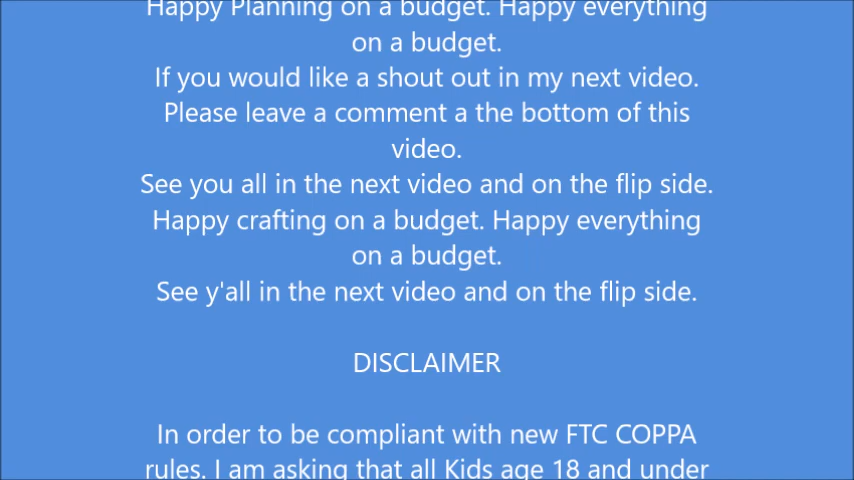 Happy Planning on a budget. Happy everything
on a budget.
If you would like a shout out in my next video.
Please leave a comment a the bottom of this
video.
See you all in the next video and on the flip side.
Happy crafting on a budget. Happy everything
on a budget.
See y'all in the next video and on the flip side.
DISCLAIMER
In order to be compliant with new FTC COPPA
rules. I am asking that all Kids age 18 and under